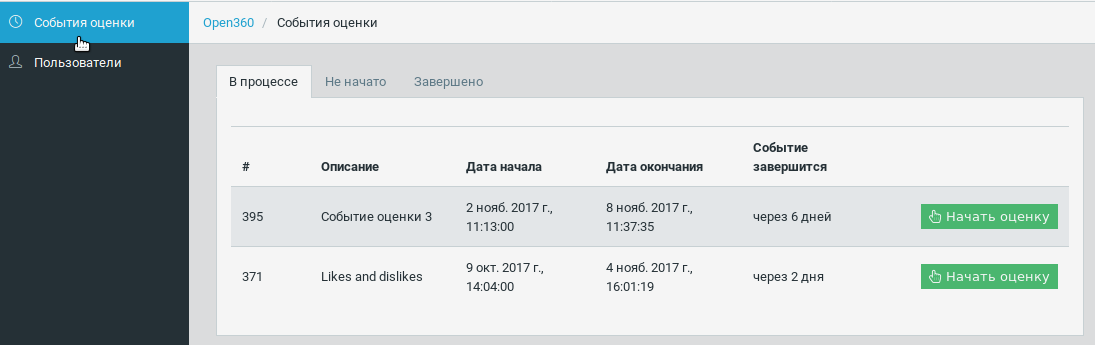 События оценки
Пользователи
Open360 / События оценки
В процессе Не начато Завершено
# Описание Дата начала Дата окончания Событие завершится
395 Событие оценки 3 2 нояб. 2017 г., 11:13:00 8 нояб. 2017 г., 11:37:35 через 6 дней Начать оценку
371 Likes and dislikes 9 окт. 2017 г., 14:04:00 4 нояб. 2017 г., 16:01:19 через 2 дня Начать оценку